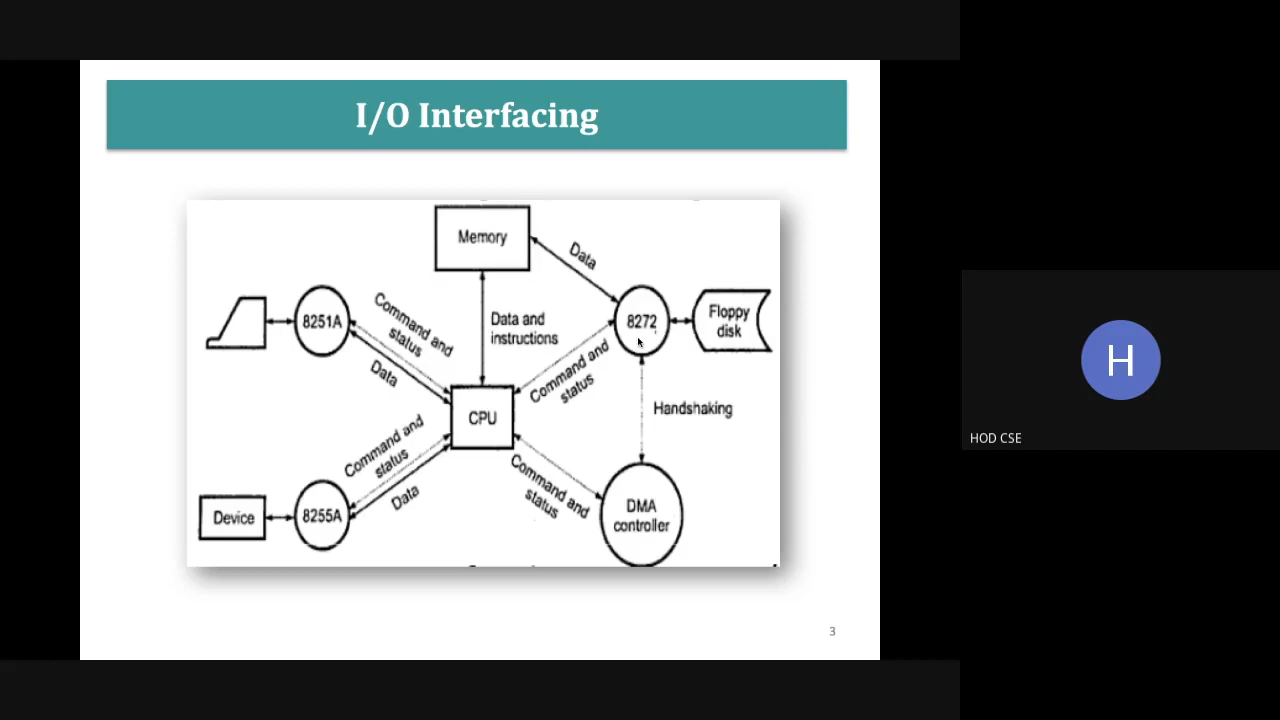 I/O Interfacing
Memory
Data
8251A
Command and
status
Data
Data and
instructions
8272
Floppy
disk
Command and
status
CPU
Handshaking
Command and
status
Data
Command and
status
Device
8255A
DMA
controller
3
H
HOD CSE